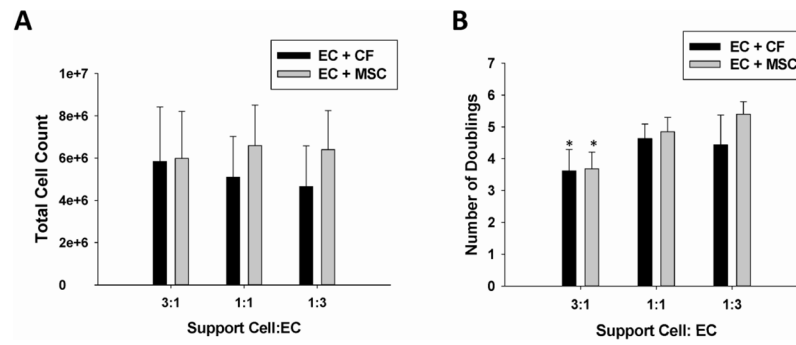 A
EC + CF
EC + MSC
1e+7
8e+6
6e+6
4e+6
2e+6
0
Total Cell Count
3:1
1:1
1:3
Support Cell:EC
B
EC + CF
EC + MSC
7
6
5
4
3
2
1
0
Number of Doublings
*
*
3:1
1:1
1:3
Support Cell: EC